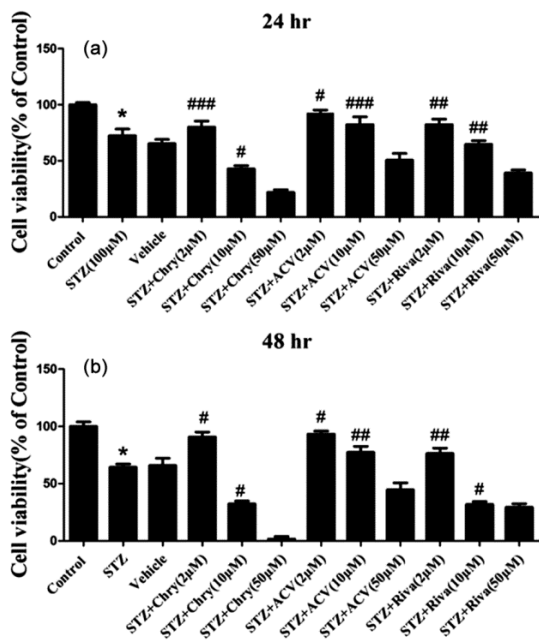 24 hr
(a)
Cell viability(% of Control)
150
100
50
0
*
###
#
#
###
##
##
Control
STZ(100µM)
Vehicle
STZ+Chry(2µM)
STZ+Chry(10µM)
STZ+Chry(50µM)
STZ+ACV(2µM)
STZ+ACV(10µM)
STZ+ACV(50µM)
STZ+Riva(2µM)
STZ+Riva(10µM)
STZ+Riva(50µM)
48 hr
(b)
Cell viability(% of Control)
150
100
50
0
*
#
#
#
##
##
#
Control
STZ
Vehicle
STZ+Chry(2µM)
STZ+Chry(10µM)
STZ+Chry(50µM)
STZ+ACV(2µM)
STZ+ACV(10µM)
STZ+ACV(50µM)
STZ+Riva(2µM)
STZ+Riva(10µM)
STZ+Riva(50µM)